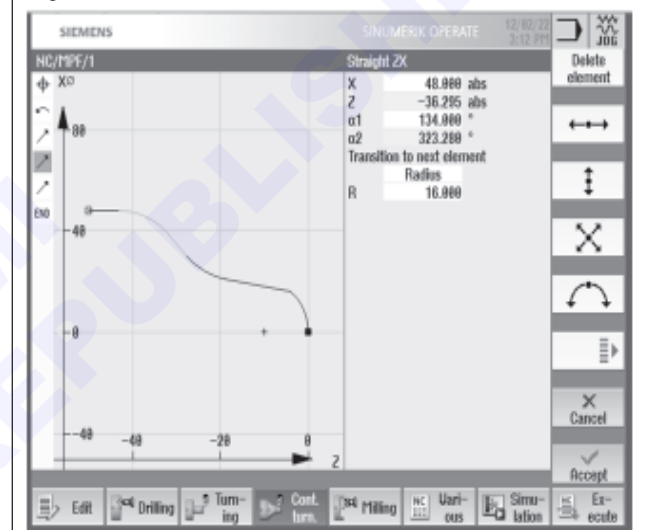 SIEMENS
SINUMERIK OPERATE
12/02/22
3:12 PM
JOG
NC/MPF/1
Straight ZX
Delete
element
X 48.000 abs
Z -36.295 abs
α1 134.000 °
α2 323.280 °
Transition to next element
Radius
R 16.000
X∅
80
40
0
-40
END
-40
-20
0
Z
Cancel
Accept
Edit
Drilling
Turn-
ing
Cont.
turn.
Milling
NC
Vari-
ous
Simu-
lation
Ex-
ecute